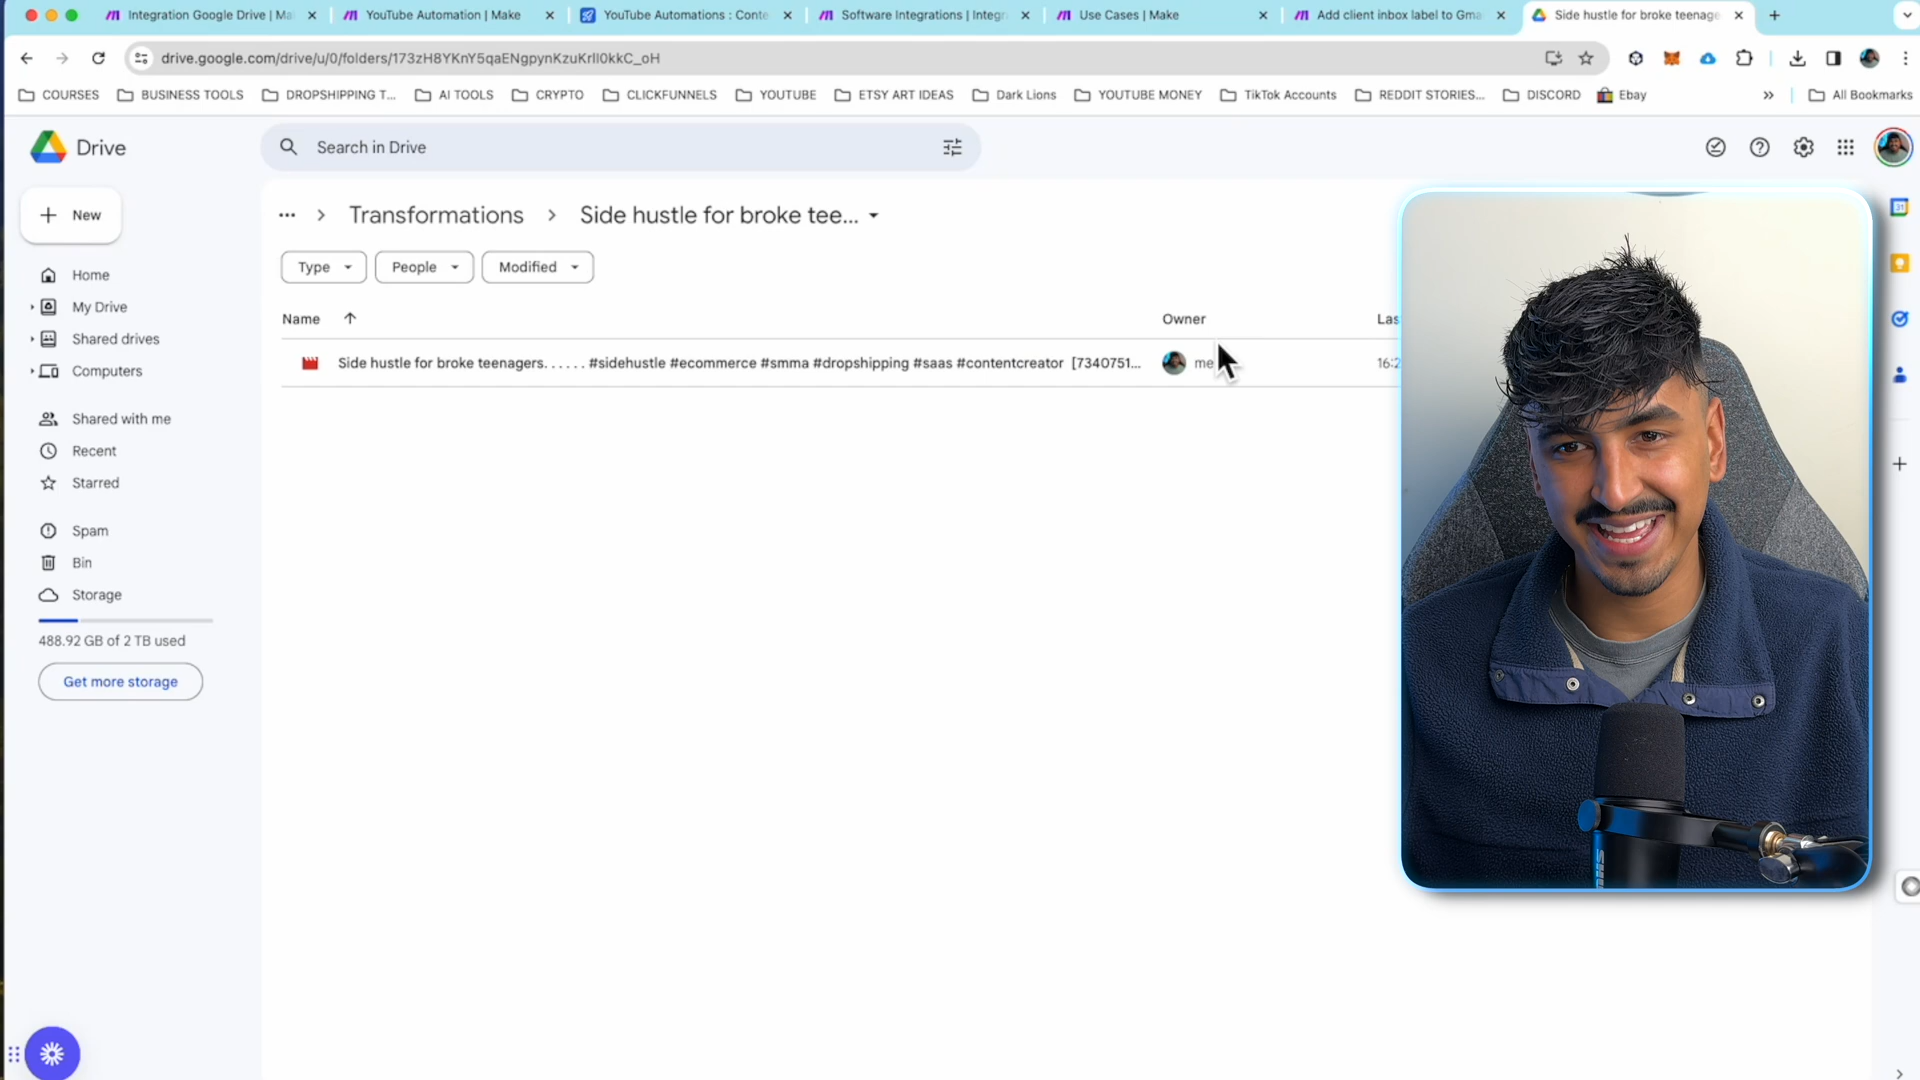 Integration Google Drive | Ma
YouTube Automation | Make
YouTube Automations : Conte
Software Integrations | Integr
Use Cases | Make
Add client inbox label to Gma
Side hustle for broke teenage
drive.google.com/drive/u/0/folders/173zH8YKnY5qaENgpynKzuKrIl0kkC_oH
COURSES
BUSINESS TOOLS
DROPSHIPPING T...
AI TOOLS
CRYPTO
CLICKFUNNELS
YOUTUBE
ETSY ART IDEAS
Dark Lions
YOUTUBE MONEY
TikTok Accounts
REDDIT STORIES...
DISCORD
Ebay
All Bookmarks
Drive
Search in Drive
New
... > Transformations > Side hustle for broke tee...
Type
People
Modified
Name
Owner
Las
Side hustle for broke teenagers. . . . . . #sidehustle #ecommerce #smma #dropshipping #saas #contentcreator [7340751...
me
16:2
Home
My Drive
Shared drives
Computers
Shared with me
Recent
Starred
Spam
Bin
Storage
488.92 GB of 2 TB used
Get more storage
31